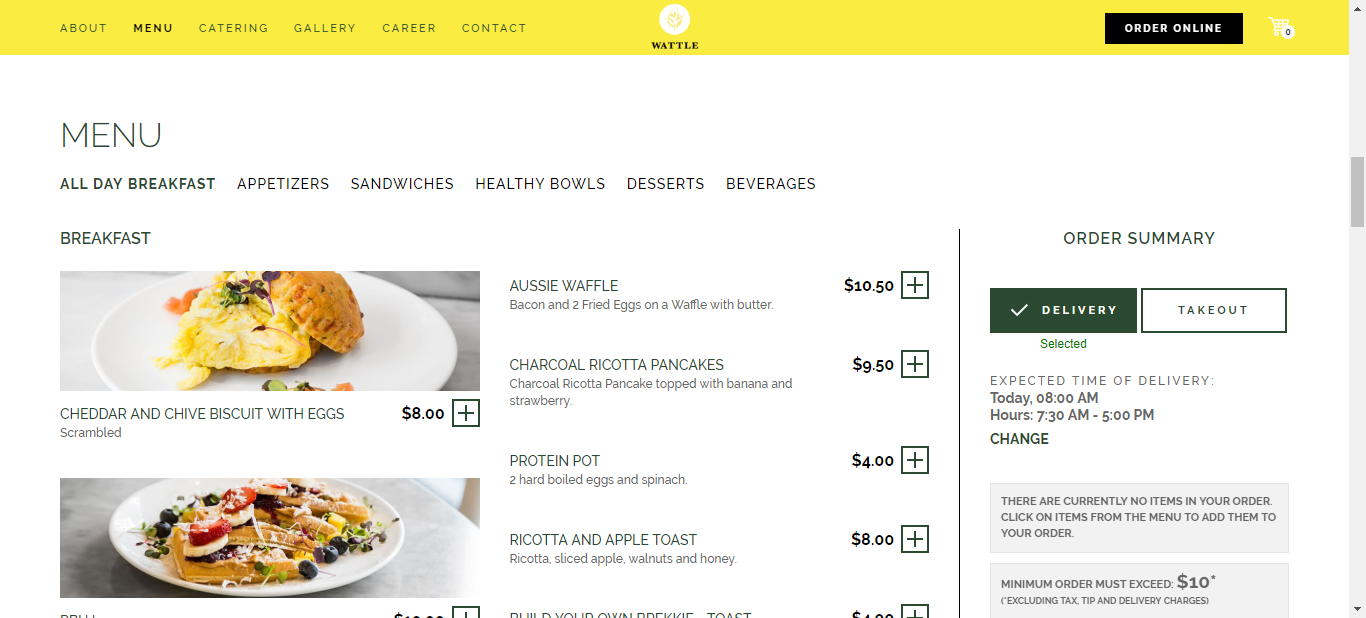 ABOUT
MENU
CATERING
GALLERY
CAREER
CONTACT
WATTLE
ORDER ONLINE
0
MENU
ALL DAY BREAKFAST
APPETIZERS
SANDWICHES
HEALTHY BOWLS
DESSERTS
BEVERAGES
BREAKFAST
CHEDDAR AND CHIVE BISCUIT WITH EGGS
$8.00
Scrambled
AUSSIE WAFFLE
$10.50
Bacon and 2 Fried Eggs on a Waffle with butter.
CHARCOAL RICOTTA PANCAKES
$9.50
Charcoal Ricotta Pancake topped with banana and
strawberry.
PROTEIN POT
$4.00
2 hard boiled eggs and spinach.
RICOTTA AND APPLE TOAST
$8.00
Ricotta, sliced apple, walnuts and honey.
BUILD YOUR OWN BREKKIE - TOAST
$4.00
ORDER SUMMARY
DELIVERY
TAKEOUT
Selected
EXPECTED TIME OF DELIVERY:
Today, 08:00 AM
Hours: 7:30 AM - 5:00 PM
CHANGE
THERE ARE CURRENTLY NO ITEMS IN YOUR ORDER.
CLICK ON ITEMS FROM THE MENU TO ADD THEM TO
YOUR ORDER.
MINIMUM ORDER MUST EXCEED: $10*
(*EXCLUDING TAX, TIP AND DELIVERY CHARGES)